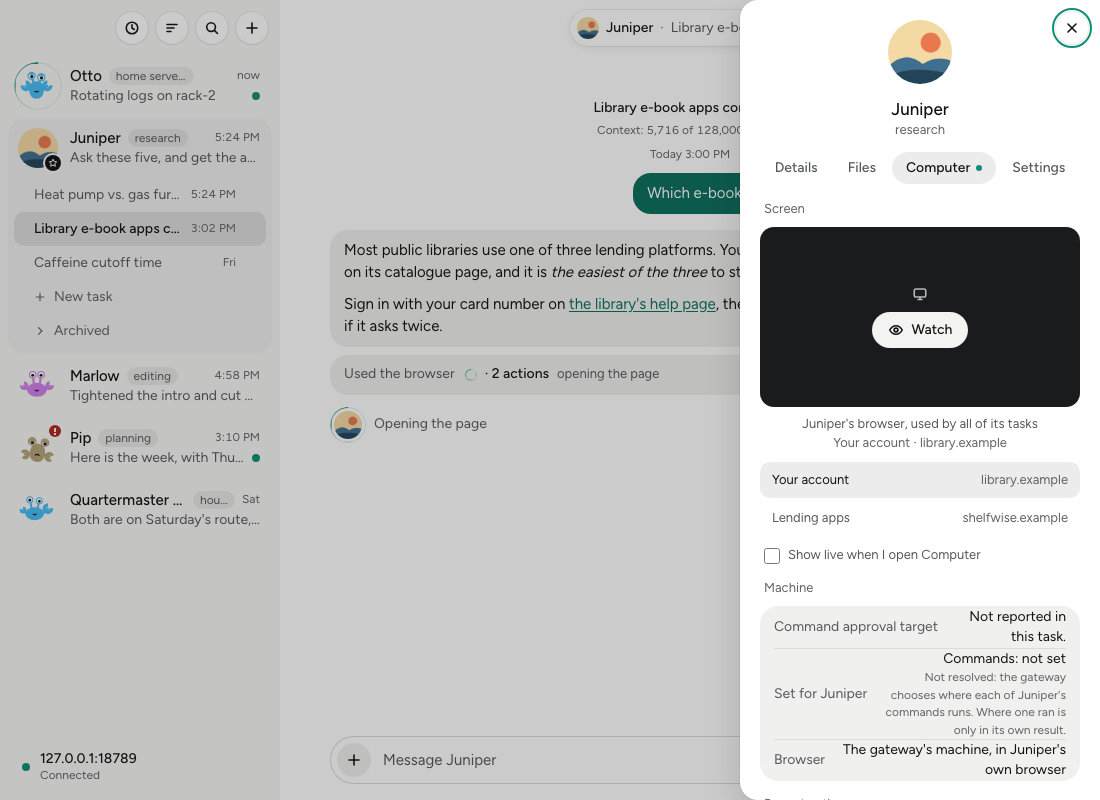 Otto home serve... now
Rotating logs on rack-2
Juniper research 5:24 PM
Ask these five, and get the a...
Heat pump vs. gas fur... 5:24 PM
Library e-book apps c... 3:02 PM
Caffeine cutoff time Fri
+ New task
Archived
Marlow editing 4:58 PM
Tightened the intro and cut ...
Pip planning 3:10 PM
Here is the week, with Thu...
Quartermaster ... hou... Sat
Both are on Saturday's route,...
127.0.0.1:18789
Connected
Juniper · Library e-b
Library e-book apps co
Context: 5,716 of 128,000
Today 3:00 PM
Which e-book
Most public libraries use one of three lending platforms. You
on its catalogue page, and it is the easiest of the three to st
Sign in with your card number on the library's help page, the
if it asks twice.
Used the browser · 2 actions opening the page
Opening the page
Message Juniper
Juniper
research
Details Files Computer Settings
Screen
Watch
Juniper's browser, used by all of its tasks
Your account · library.example
Your account library.example
Lending apps shelfwise.example
Show live when I open Computer
Machine
Command approval target Not reported in
this task.
Set for Juniper Commands: not set
Not resolved: the gateway
chooses where each of Juniper's
commands runs. Where one ran is
only in its own result.
Browser The gateway's machine, in Juniper's
own browser